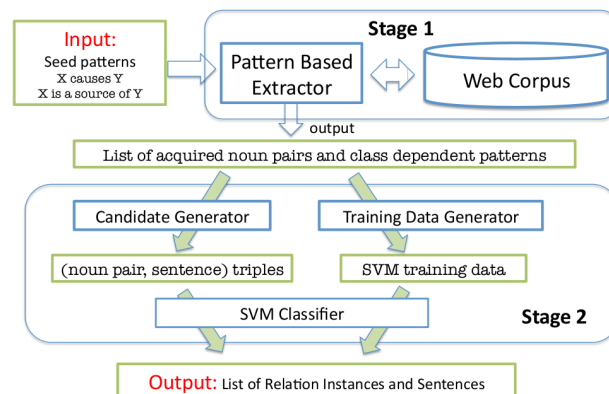 Input:
Seed patterns
X causes Y
X is a source of Y
Stage 1
Pattern Based
Extractor
Web Corpus
output
List of acquired noun pairs and class dependent patterns
Candidate Generator
Training Data Generator
(noun pair, sentence) triples
SVM training data
SVM Classifier
Stage 2
Output: List of Relation Instances and Sentences